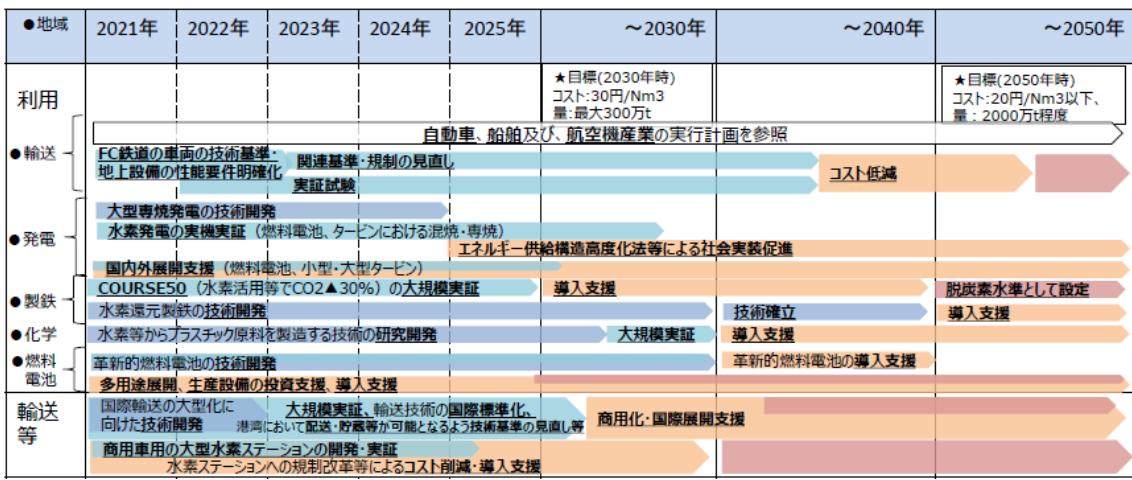 ●地域 2021年 2022年 2023年 2024年 2025年 ～2030年 ～2040年 ～2050年
利用
★目標(2030年時)
コスト:30円/Nm3
量:最大300万t
★目標(2050年時)
コスト:20円/Nm3以下、
量：2000万t程度
自動車、船舶及び、航空機産業の実行計画を参照
●輸送
FC鉄道の車両の技術基準・
地上設備の性能要件明確化
関連基準・規制の見直し
実証試験
コスト低減
●発電
大型専焼発電の技術開発
水素発電の実機実証（燃料電池、タービンにおける混焼・専焼）
エネルギー供給構造高度化法等による社会実装促進
国内外展開支援（燃料電池、小型・大型タービン）
●製鉄
COURSE50（水素活用等でCO2▲30%）の大規模実証 導入支援 脱炭素水準として設定
水素還元製鉄の技術開発 技術確立 導入支援
●化学 水素等からプラスチック原料を製造する技術の研究開発 大規模実証 導入支援
●燃料
電池
革新的燃料電池の技術開発 革新的燃料電池の導入支援
多用途展開、生産設備の投資支援、導入支援
輸送
等
国際輸送の大型化に
向けた技術開発
大規模実証、輸送技術の国際標準化、
港湾において配送・貯蔵等が可能となるよう技術基準の見直し等
商用化・国際展開支援
商用車用の大型水素ステーションの開発・実証
水素ステーションへの規制改革等によるコスト削減・導入支援